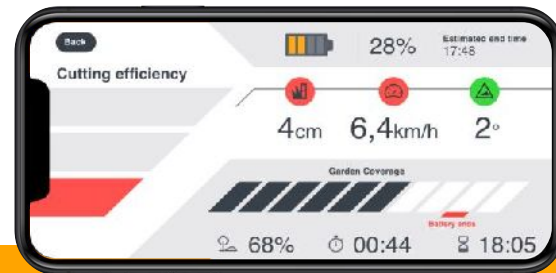 Back
28%
Estimated end time
17:48
Cutting efficiency
4cm
6,4km/h
2°
Garden Coverage
Battery ends
68%
00:44
18:05